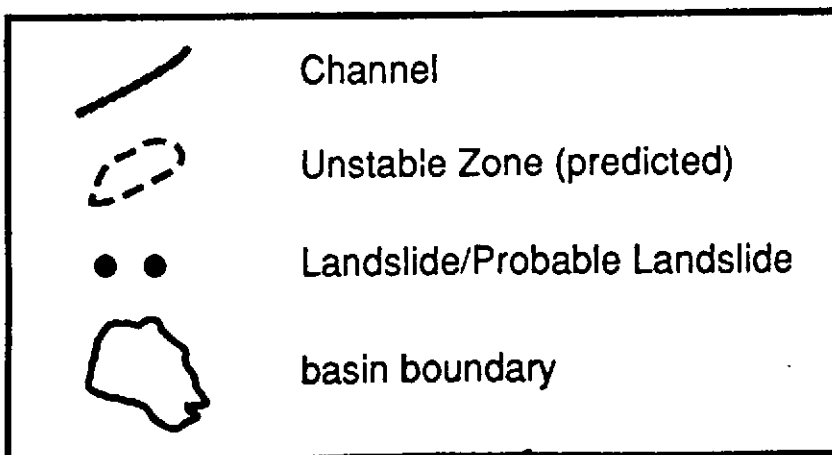 Channel
Unstable Zone (predicted)
Landslide/Probable Landslide
basin boundary